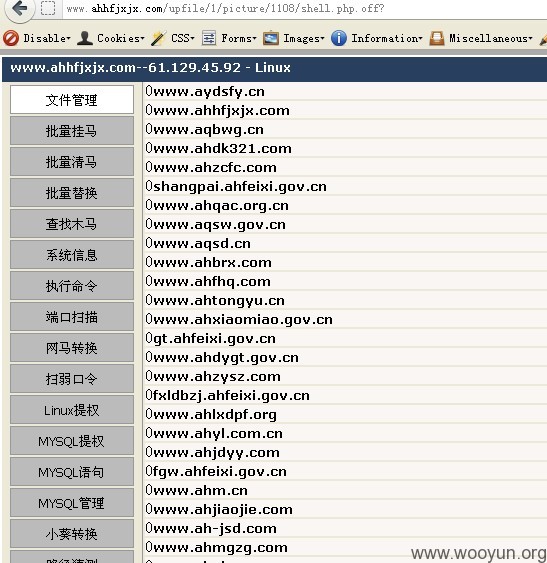 www.ahhfjxjx.com/upfile/1/picture/1108/shell.php.off?
Disable▾ Cookies▾ CSS▾ Forms▾ Images▾ Information▾ Miscellaneous▾
www.ahhfjxjx.com--61.129.45.92 - Linux
文件管理
批量挂马
批量清马
批量替换
查找木马
系统信息
执行命令
端口扫描
网马转换
扫弱口令
Linux提权
MYSQL提权
MYSQL语句
MYSQL管理
小葵转换
0www.aydsfy.cn
0www.ahhfjxjx.com
0www.aqbwg.cn
0www.ahdk321.com
0www.ahzcfc.com
0shangpai.ahfeixi.gov.cn
0www.ahqac.org.cn
0www.aqsw.gov.cn
0www.aqsd.cn
0www.ahbrx.com
0www.ahfhq.com
0www.ahtongyu.cn
0www.ahxiaomiao.gov.cn
0gt.ahfeixi.gov.cn
0www.ahdygt.gov.cn
0www.ahzysz.com
0fxldbzj.ahfeixi.gov.cn
0www.ahlxdpf.org
0www.ahyl.com.cn
0www.ahjdyy.com
0fgw.ahfeixi.gov.cn
0www.ahm.cn
0www.ahjiaojie.com
0www.ah-jsd.com
0www.ahmgzg.com
www.wooyun.org